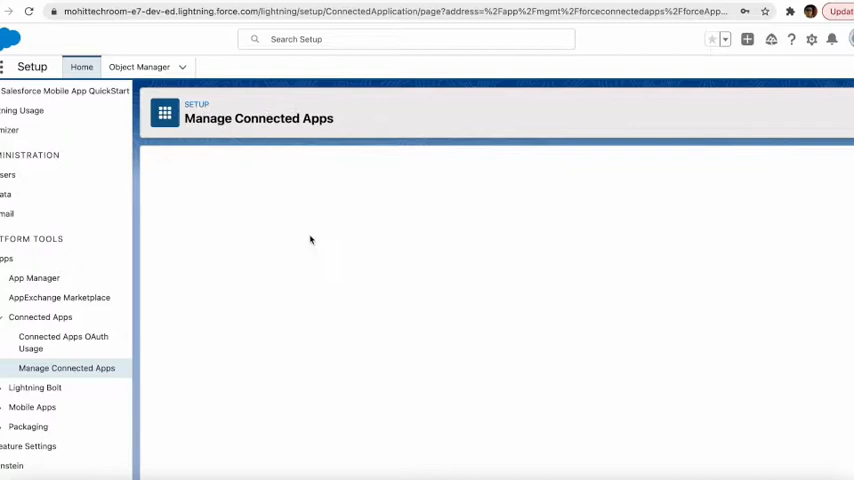 mohittechroom-e7-dev-ed.lightning.force.com/lightning/setup/ConnectedApplication/page?address=%2Fapp%2Fmgmt%2Fforceconnectedapps%2FforceApp...
Updat
Search Setup
Setup
Home
Object Manager
Salesforce Mobile App QuickStart
tning Usage
mizer
MINISTRATION
sers
ata
mail
TFORM TOOLS
pps
App Manager
AppExchange Marketplace
Connected Apps
Connected Apps OAuth
Usage
Manage Connected Apps
Lightning Bolt
Mobile Apps
Packaging
eature Settings
nstein
SETUP
Manage Connected Apps